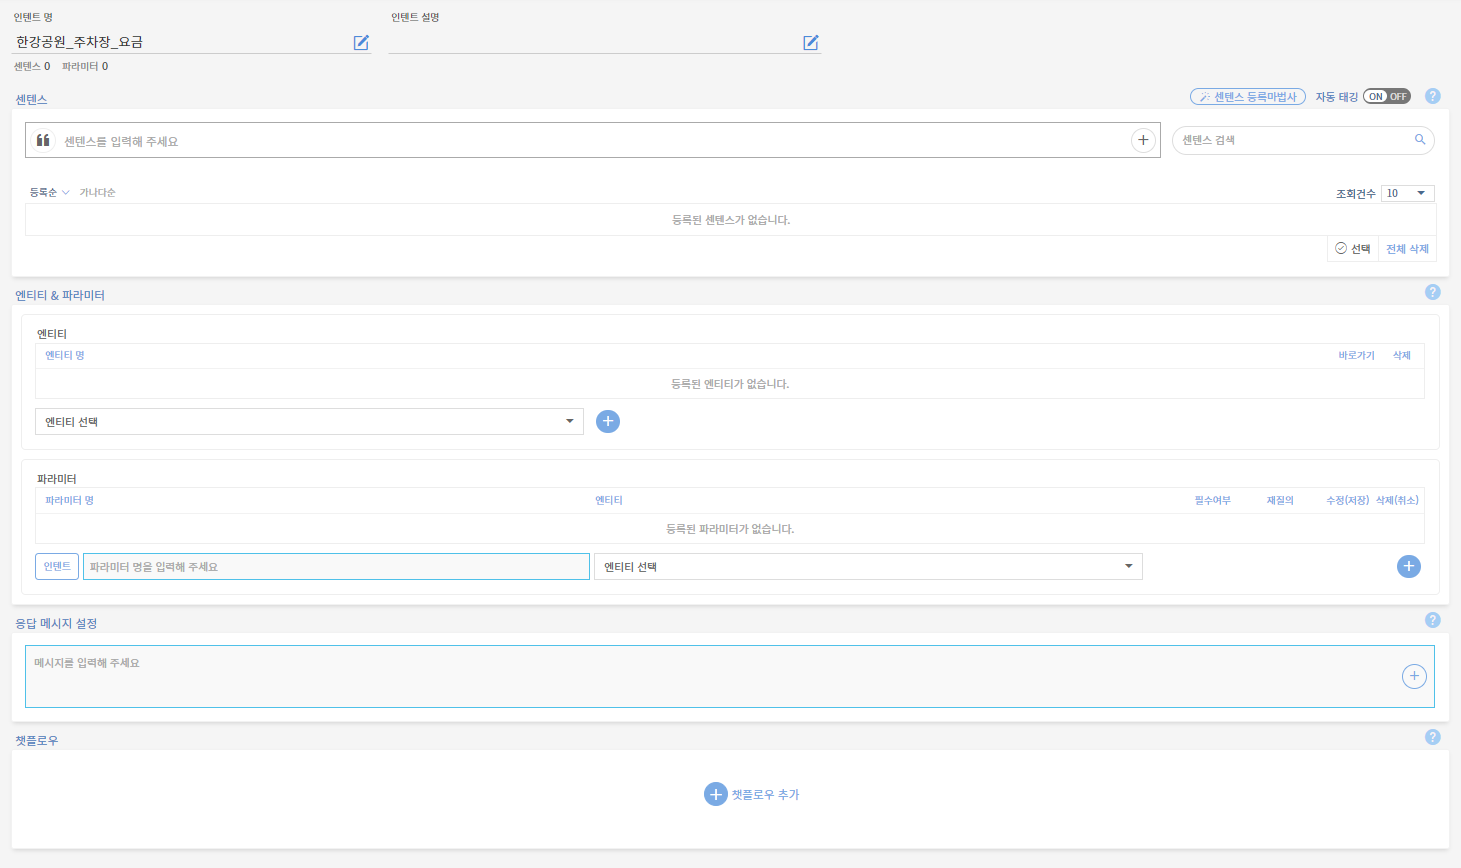 인텐트 명 인텐트 설명
한강공원_주차장_요금
센텐스 0 파라미터 0
센텐스 센텐스 등록마법사 자동 태깅 ON OFF ?
센텐스를 입력해 주세요 센텐스 검색
등록순 가나다순 조회건수 10
등록된 센텐스가 없습니다.
선택 전체 삭제
엔티티 & 파라미터 ?
엔티티
엔티티 명 바로가기 삭제
등록된 엔티티가 없습니다.
엔티티 선택
파라미터
파라미터 명 엔티티 필수여부 재질의 수정(저장) 삭제(취소)
등록된 파라미터가 없습니다.
인텐트 파라미터 명을 입력해 주세요 엔티티 선택
응답 메시지 설정 ?
메시지를 입력해 주세요
챗플로우 ?
챗플로우 추가